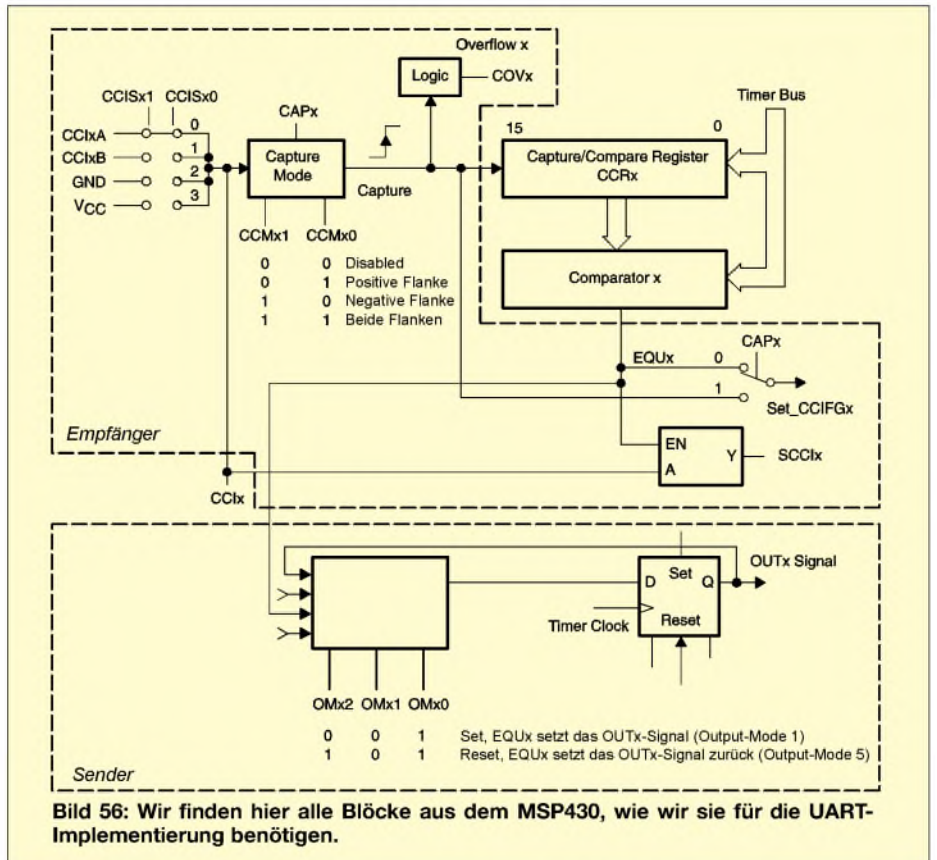 Overflow x
Logic
COVx
CCISx1 CCISx0
CAPx
Timer Bus
15 0
CCIxA 0
CCIxB 1
GND 2
VCC 3
Capture
Mode
Capture
Capture/Compare Register
CCRx
CCMx1 CCMx0
0 0 Disabled
0 1 Positive Flanke
1 0 Negative Flanke
1 1 Beide Flanken
Comparator x
EQUx 0
CAPx
1
Set_CCIFGx
Empfänger
EN
A
Y
SCCIx
CCIx
OUTx Signal
D Set Q
Timer Clock
Reset
OMx2 OMx1 OMx0
0 0 1 Set, EQUx setzt das OUTx-Signal (Output-Mode 1)
1 0 1 Reset, EQUx setzt das OUTx-Signal zurück (Output-Mode 5)
Sender
Bild 56: Wir finden hier alle Blöcke aus dem MSP430, wie wir sie für die UART-
Implementierung benötigen.